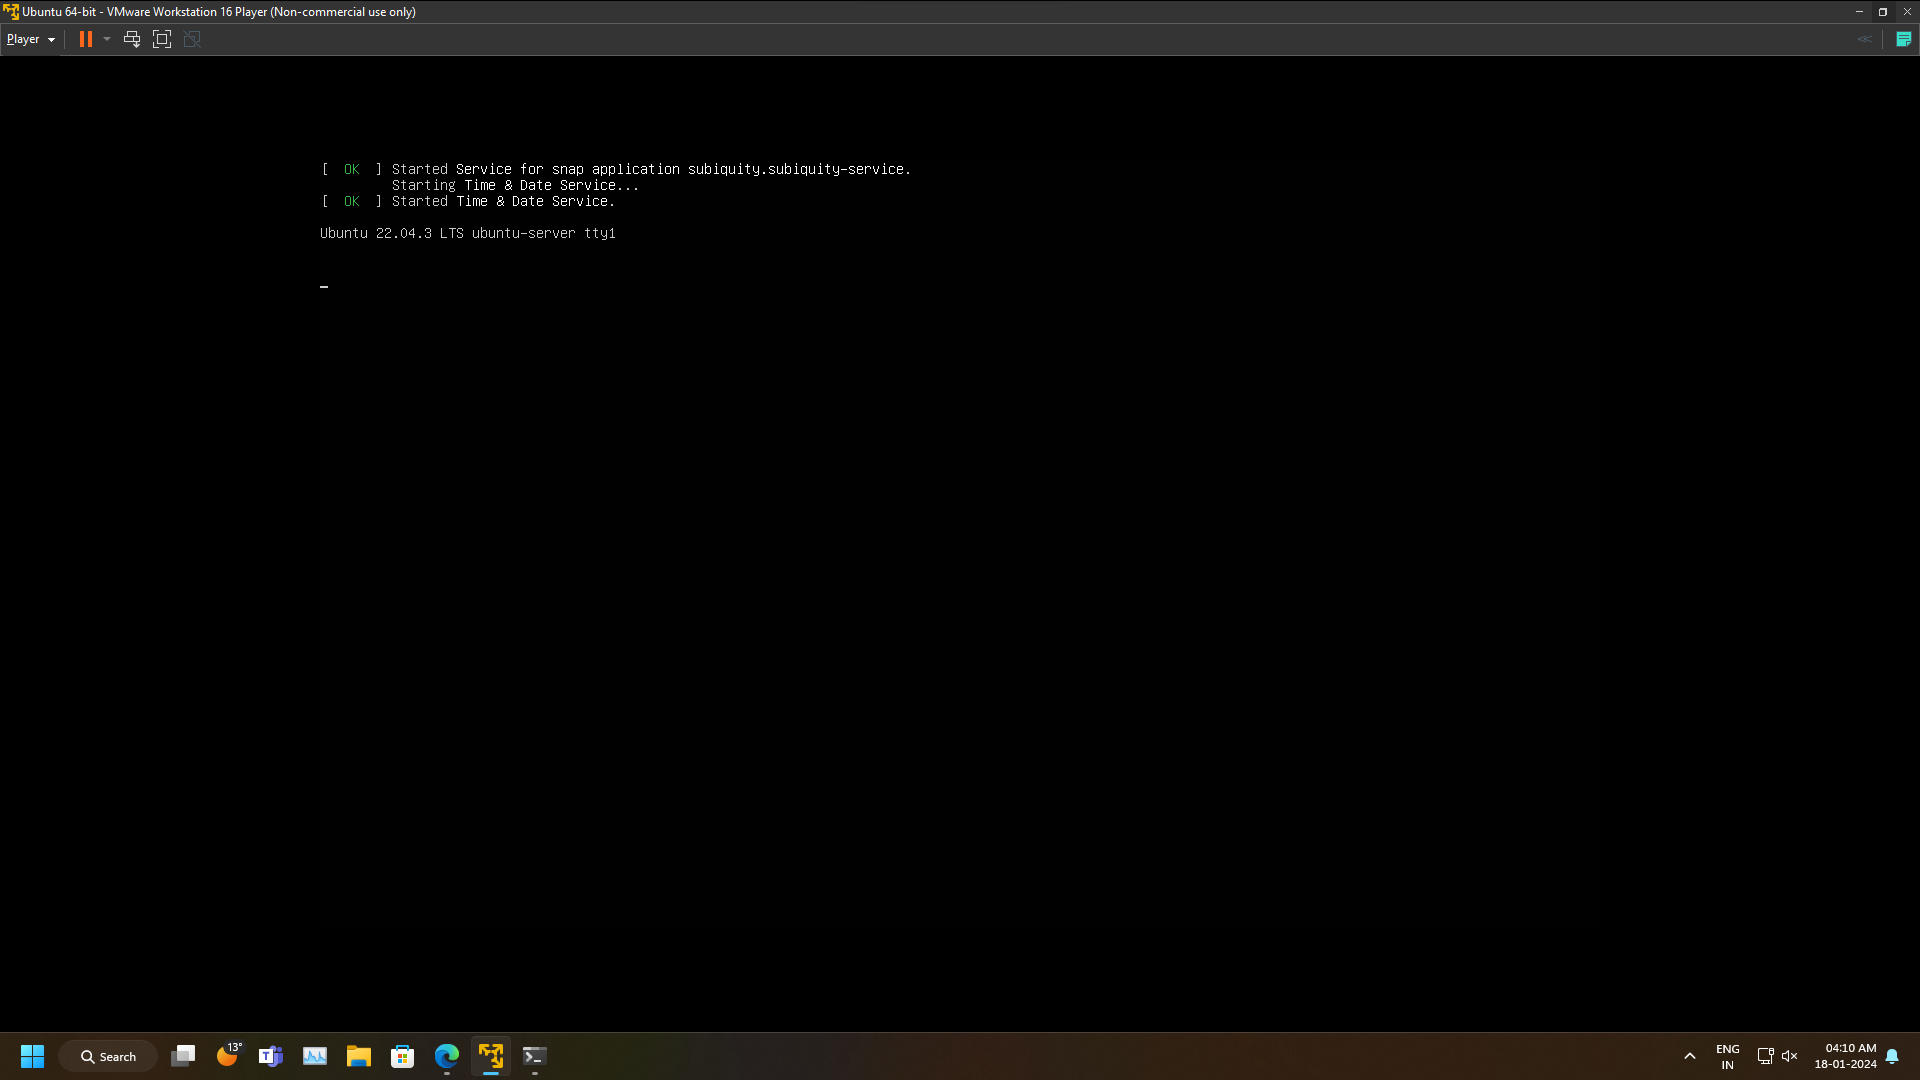 Ubuntu 64-bit - VMware Workstation 16 Player (Non-commercial use only)
Player
[  OK  ] Started Service for snap application subiquity.subiquity-service.
         Starting Time & Date Service...
[  OK  ] Started Time & Date Service.
Ubuntu 22.04.3 LTS ubuntu-server tty1
_
Search
13°
ENG
IN
04:10 AM
18-01-2024